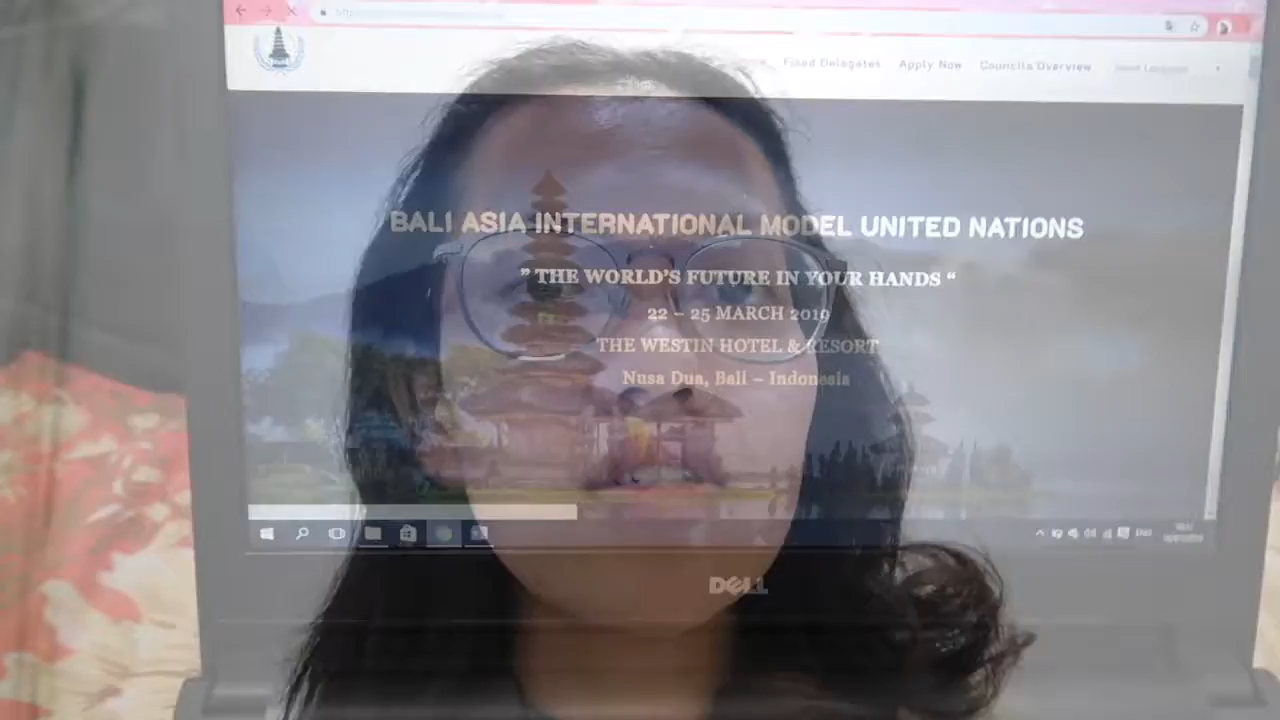 Fixed Delegates Apply Now Councils Overview
BALI ASIA INTERNATIONAL MODEL UNITED NATIONS
” THE WORLD’S FUTURE IN YOUR HANDS “
22 – 25 MARCH 2019
THE WESTIN HOTEL & RESORT
Nusa Dua, Bali – Indonesia
ENG
DELL